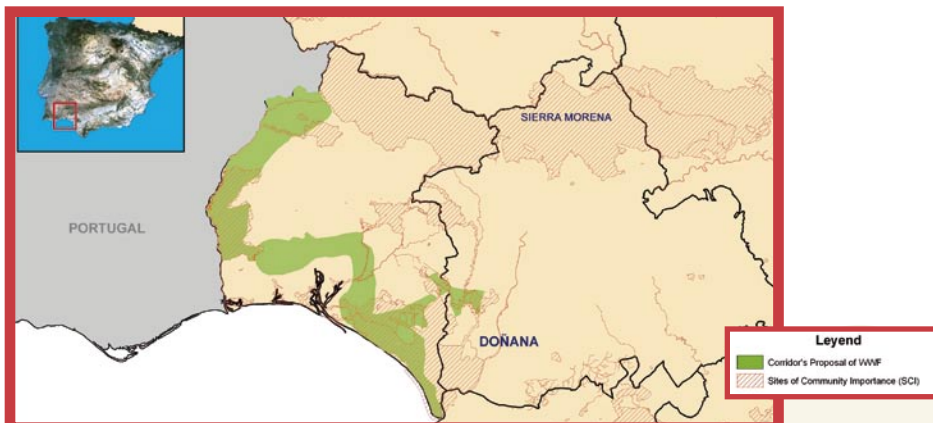 SIERRA MORENA
PORTUGAL
DOÑANA
Leyend
Corridor's Proposal of WWF
Sites of Community Importance (SCI)